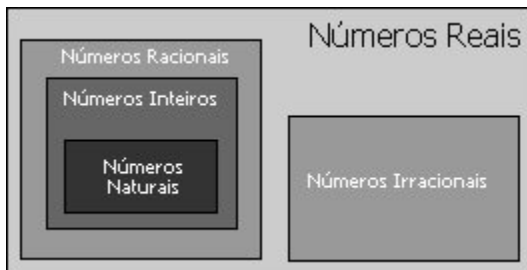 Números Reais
Números Racionais
Números Inteiros
Números
Naturais
Números Irracionais